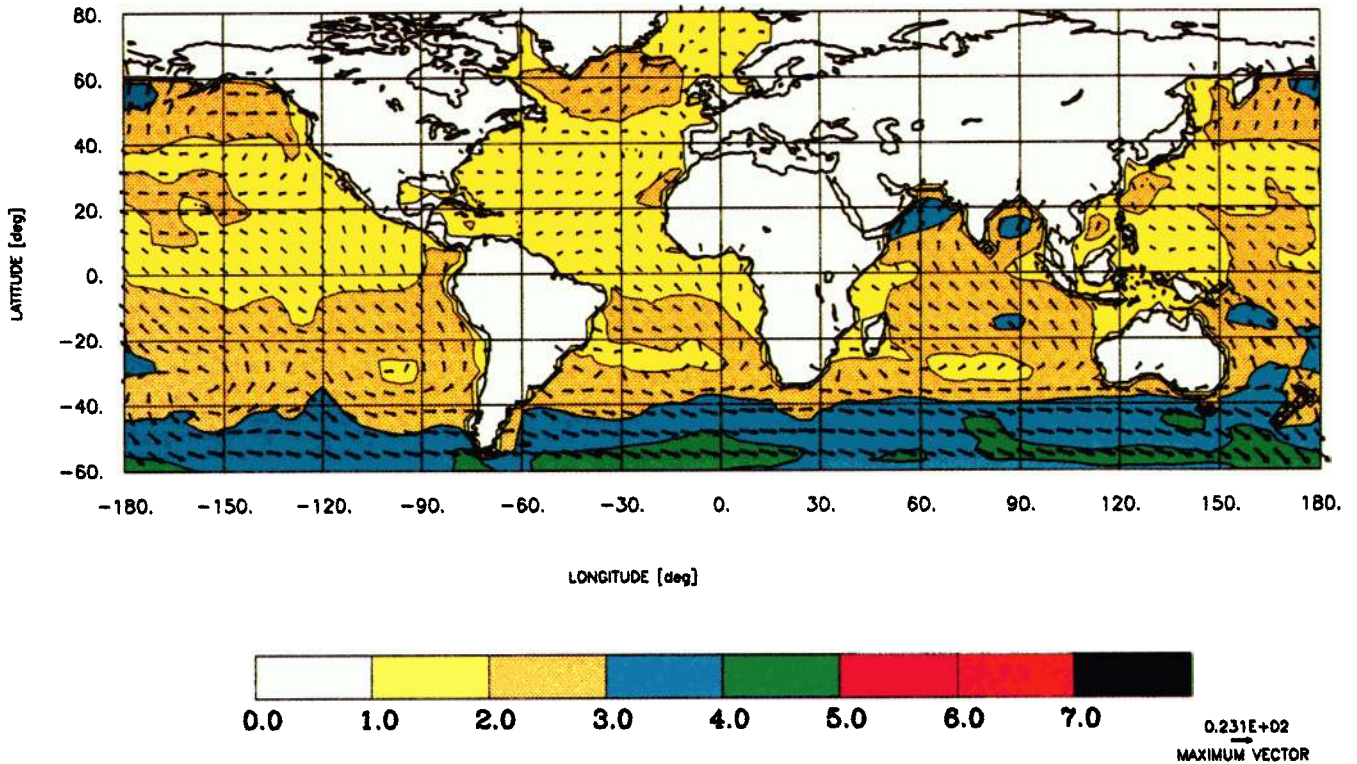 80.
60.
40.
20.
0.
−20.
−40.
−60.
LATITUDE [deg]
−180. −150. −120. −90. −60. −30. 0. 30. 60. 90. 120. 150. 180.
LONGITUDE [deg]
0.0 1.0 2.0 3.0 4.0 5.0 6.0 7.0
0.231E+02
MAXIMUM VECTOR